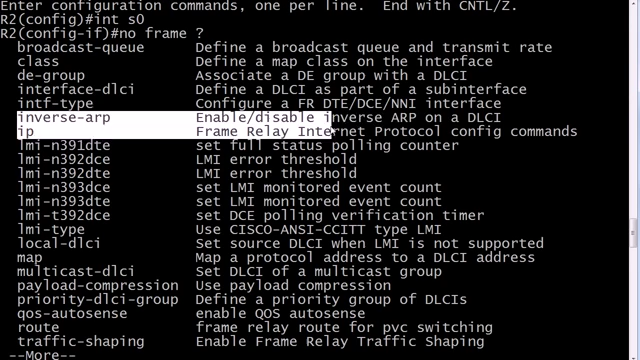 Enter configuration commands, one per line.  End with CNTL/Z.
R2(config)#int s0
R2(config-if)#no frame ?
broadcast-queue Define a broadcast queue and transmit rate
class Define a map class on the interface
de-group Associate a DE group with a DLCI
interface-dlci Define a DLCI as part of a subinterface
intf-type Configure a FR DTE/DCE/NNI interface
inverse-arp Enable/disable inverse ARP on a DLCI
ip Frame Relay Internet Protocol config commands
lmi-n391dte set full status polling counter
lmi-n392dce LMI error threshold
lmi-n392dte LMI error threshold
lmi-n393dce set LMI monitored event count
lmi-n393dte set LMI monitored event count
lmi-t392dce set DCE polling verification timer
lmi-type Use CISCO-ANSI-CCITT type LMI
local-dlci Set source DLCI when LMI is not supported
map Map a protocol address to a DLCI address
multicast-dlci Set DLCI of a multicast group
payload-compression Use payload compression
priority-dlci-group Define a priority group of DLCIs
qos-autosense enable QOS autosense
route frame relay route for pvc switching
traffic-shaping Enable Frame Relay Traffic Shaping
--More--